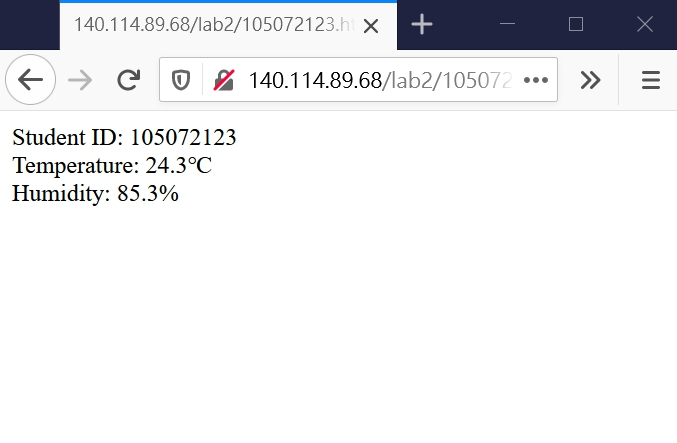 140.114.89.68/lab2/105072123.h
140.114.89.68/lab2/105072
Student ID: 105072123
Temperature: 24.3°C
Humidity: 85.3%